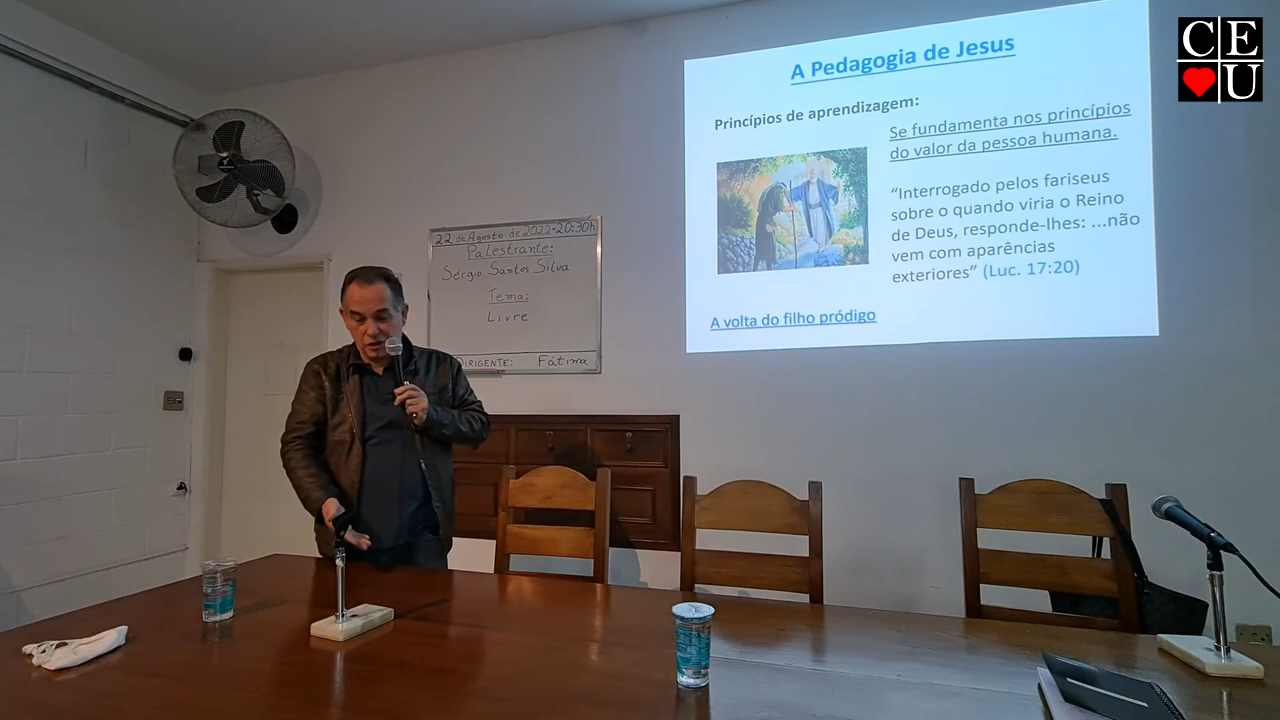 A Pedagogia de Jesus
Princípios de aprendizagem:
Se fundamenta nos princípios
do valor da pessoa humana.
“Interrogado pelos fariseus
sobre o quando viria o Reino
de Deus, responde-lhes: ...não
vem com aparências
exteriores” (Luc. 17:20)
A volta do filho pródigo
22 de Agosto de 2022-20:30h
Palestrante:
Sérgio Santos Silva
Tema:
Livre
DIRIGENTE: Fátima
CE
U